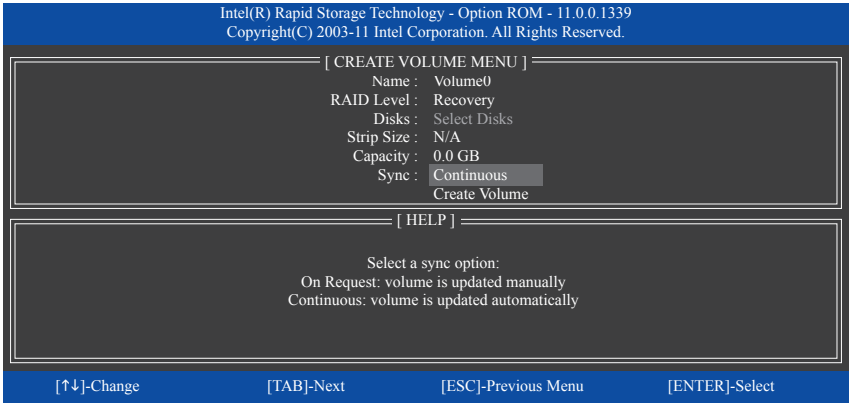 Intel(R) Rapid Storage Technology - Option ROM - 11.0.0.1339
Copyright(C) 2003-11 Intel Corporation. All Rights Reserved.
[ CREATE VOLUME MENU ]
Name : Volume0
RAID Level : Recovery
Disks : Select Disks
Strip Size : N/A
Capacity : 0.0 GB
Sync : Continuous
Create Volume
[ HELP ]
Select a sync option:
On Request: volume is updated manually
Continuous: volume is updated automatically
[↑↓]-Change [TAB]-Next [ESC]-Previous Menu [ENTER]-Select